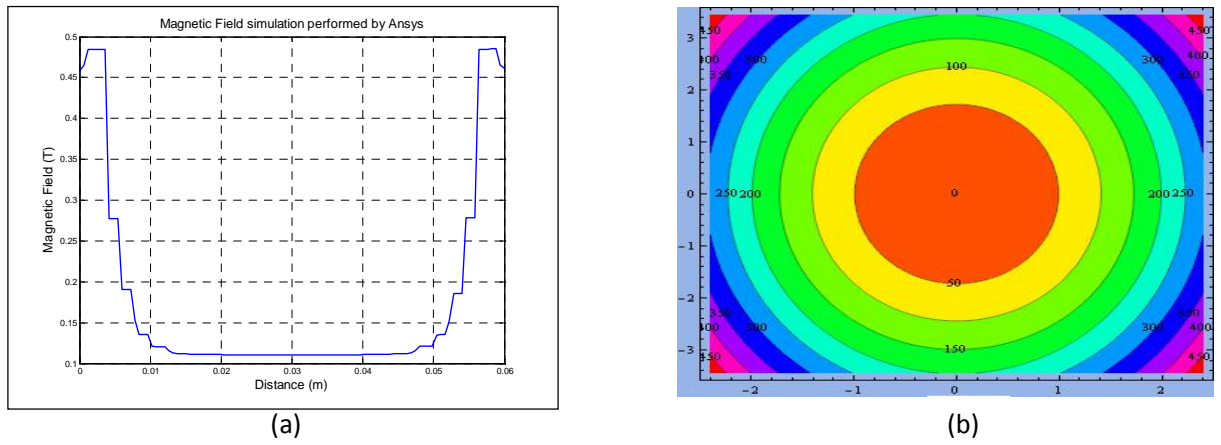 Magnetic Field simulation performed by Ansys
0.5
0.45
0.4
0.35
0.3
0.25
0.2
0.15
0.1
Magnetic Field (T)
0 0.01 0.02 0.03 0.04 0.05 0.06
Distance (m)
(a)
3
2
1
0
-1
-2
-3
450 450
400 300 300 400
350 350
100
250 200 0 200 250
50
350 350
400 300 300 400
450 150 450
-2 -1 0 1 2
(b)